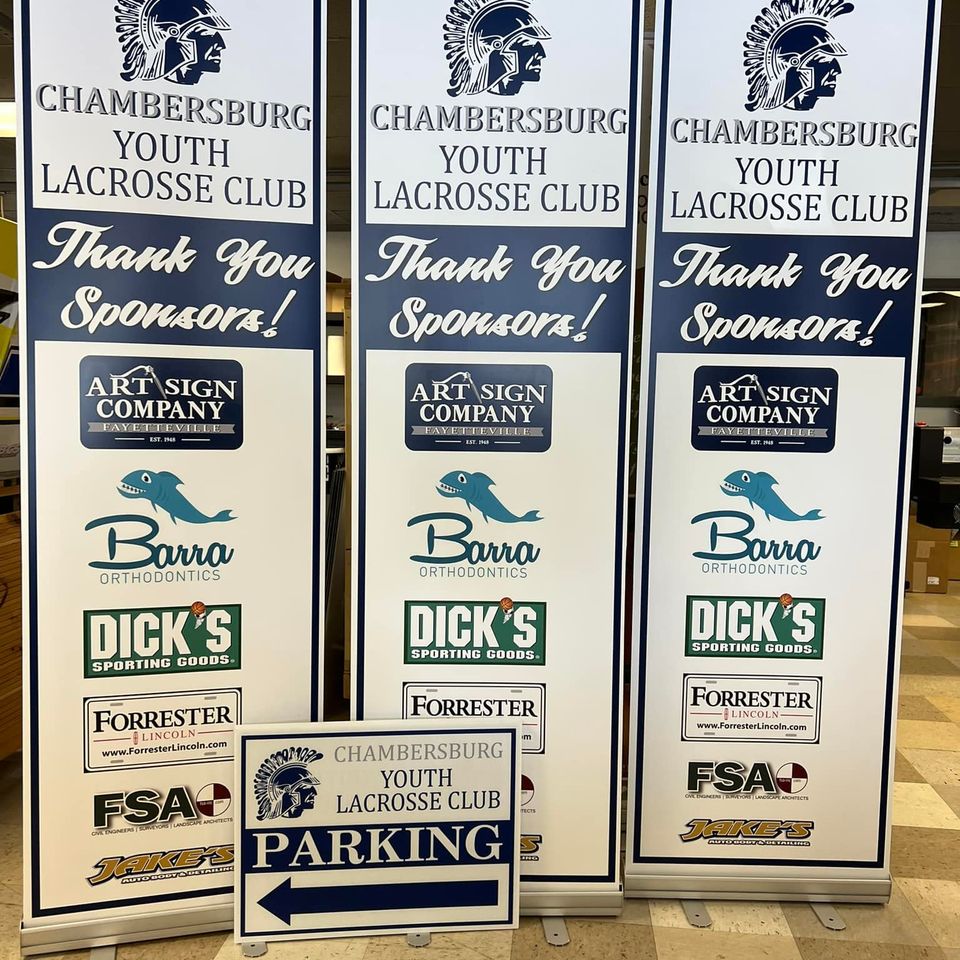 CHAMBERSBURG
YOUTH
LACROSSE CLUB
Thank You
Sponsors!
ART SIGN
COMPANY
FAYETTEVILLE
EST. 1948
Barra
ORTHODONTICS
DICK'S
SPORTING GOODS
FORRESTER
LINCOLN
www.ForresterLincoln.com
FSA
CIVIL ENGINEERS | SURVEYORS | LANDSCAPE ARCHITECTS
JAKE'S
AUTO BODY & DETAILING
CHAMBERSBURG
YOUTH
LACROSSE CLUB
Thank You
Sponsors!
ART SIGN
COMPANY
FAYETTEVILLE
EST. 1948
Barra
ORTHODONTICS
DICK'S
SPORTING GOODS
FORRESTER
CHAMBERSBURG
YOUTH
LACROSSE CLUB
Thank You
Sponsors!
ART SIGN
COMPANY
FAYETTEVILLE
EST. 1948
Barra
ORTHODONTICS
DICK'S
SPORTING GOODS
FORRESTER
LINCOLN
www.ForresterLincoln.com
FSA
CIVIL ENGINEERS | SURVEYORS | LANDSCAPE ARCHITECTS
JAKE'S
AUTO BODY & DETAILING
CHAMBERSBURG
YOUTH
LACROSSE CLUB
PARKING